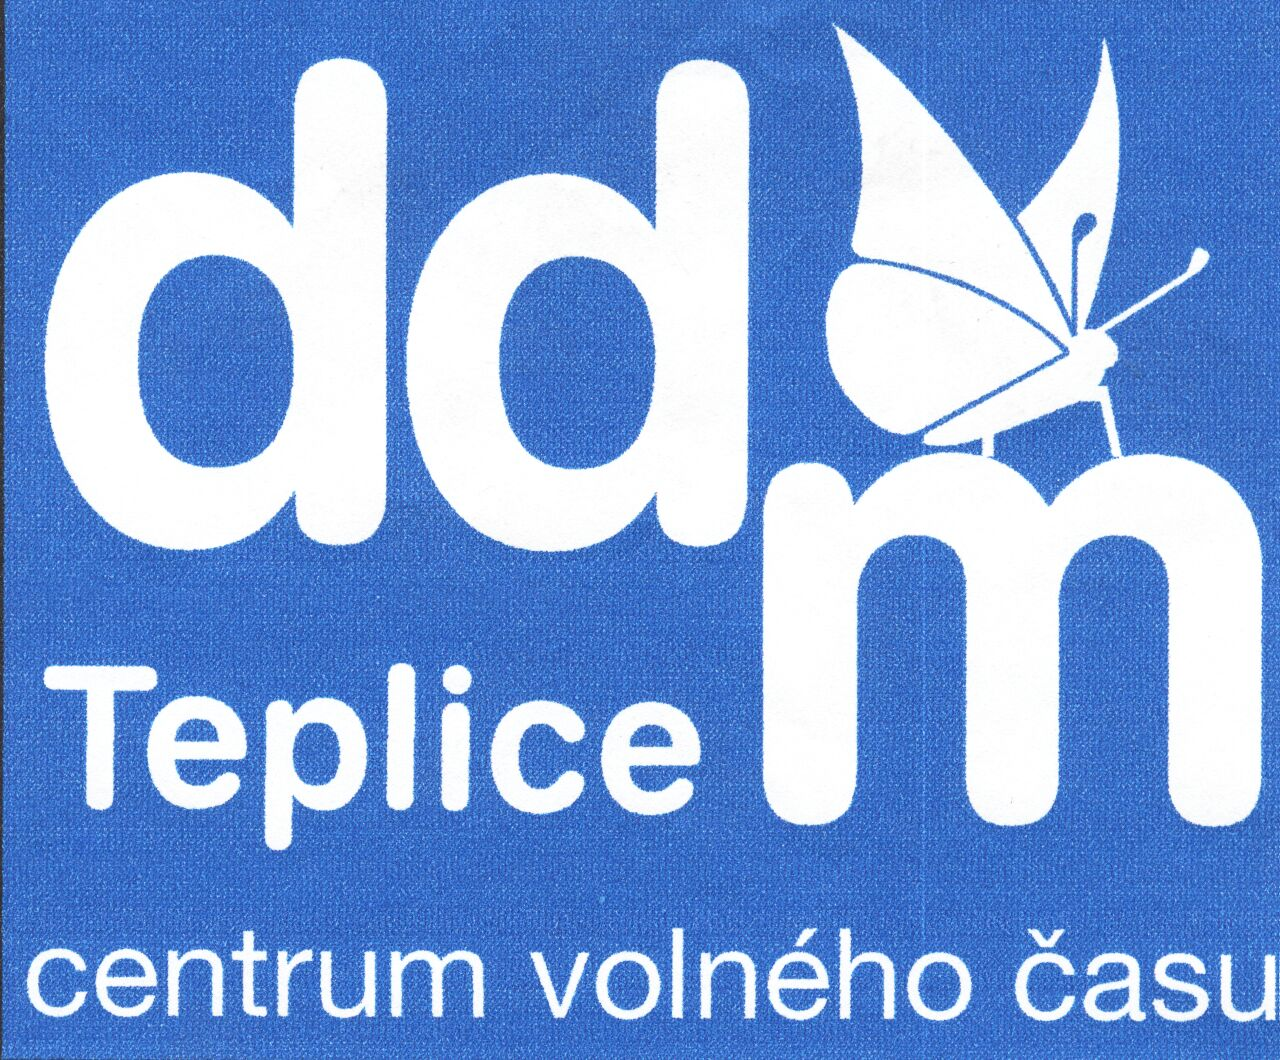 ddm
Teplice
centrum volného času